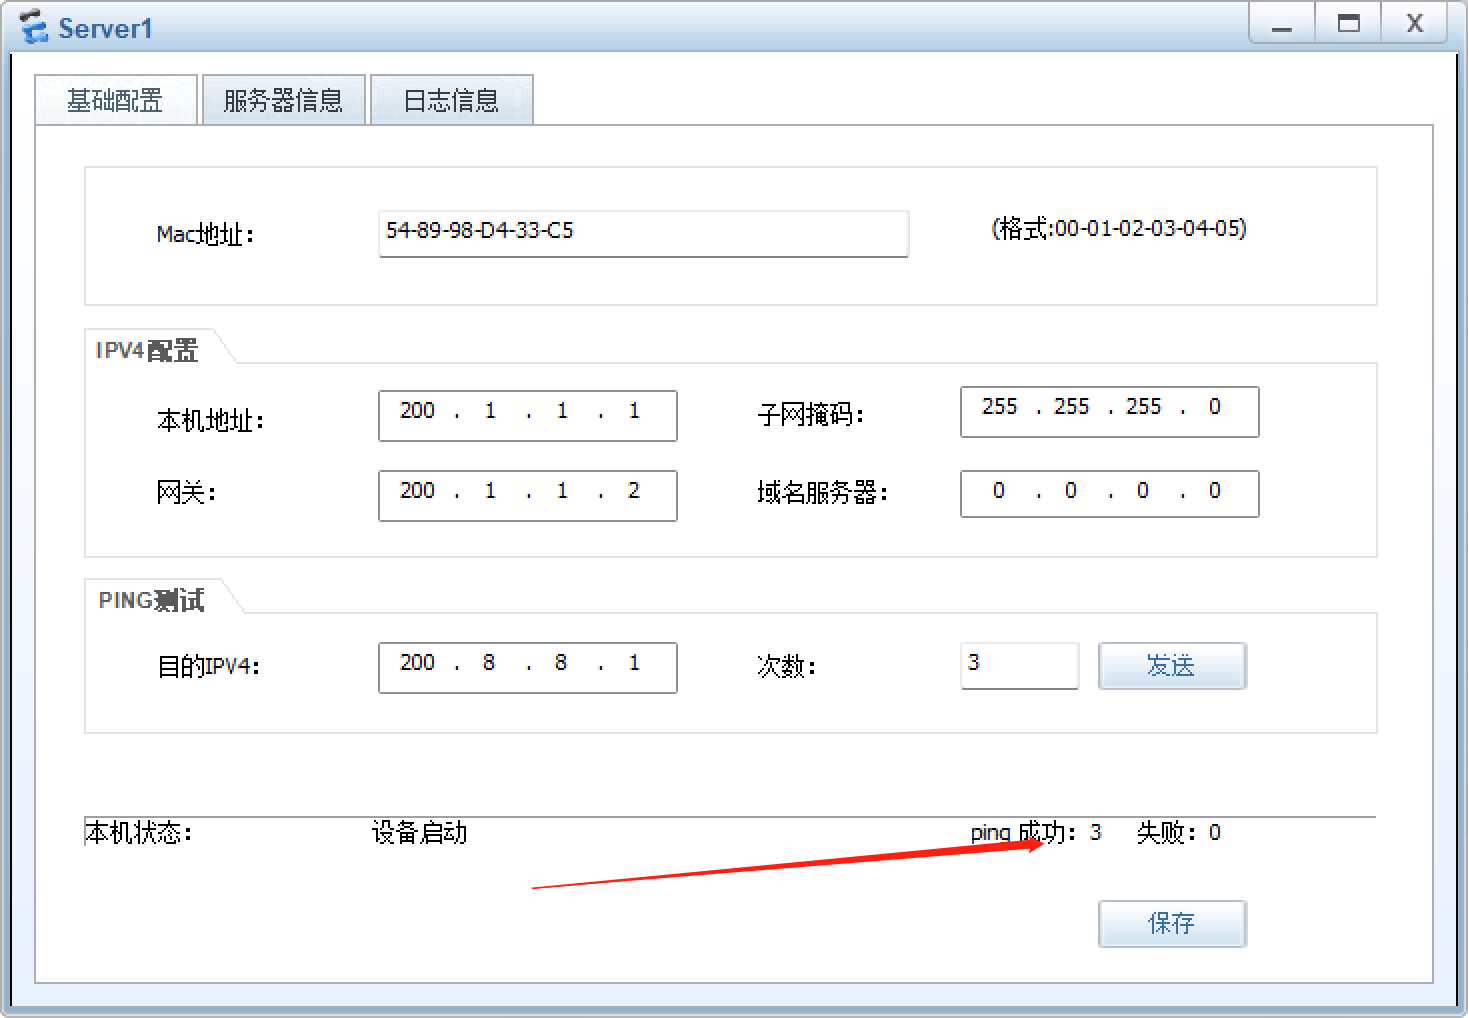 Server1
基础配置 服务器信息 日志信息
Mac地址： 54-89-98-D4-33-C5 (格式:00-01-02-03-04-05)
IPV4配置
本机地址： 200 . 1 . 1 . 1 子网掩码： 255 . 255 . 255 . 0
网关： 200 . 1 . 1 . 2 域名服务器： 0 . 0 . 0 . 0
PING测试
目的IPV4： 200 . 8 . 8 . 1 次数： 3 发送
本机状态： 设备启动 ping 成功：3 失败：0
保存